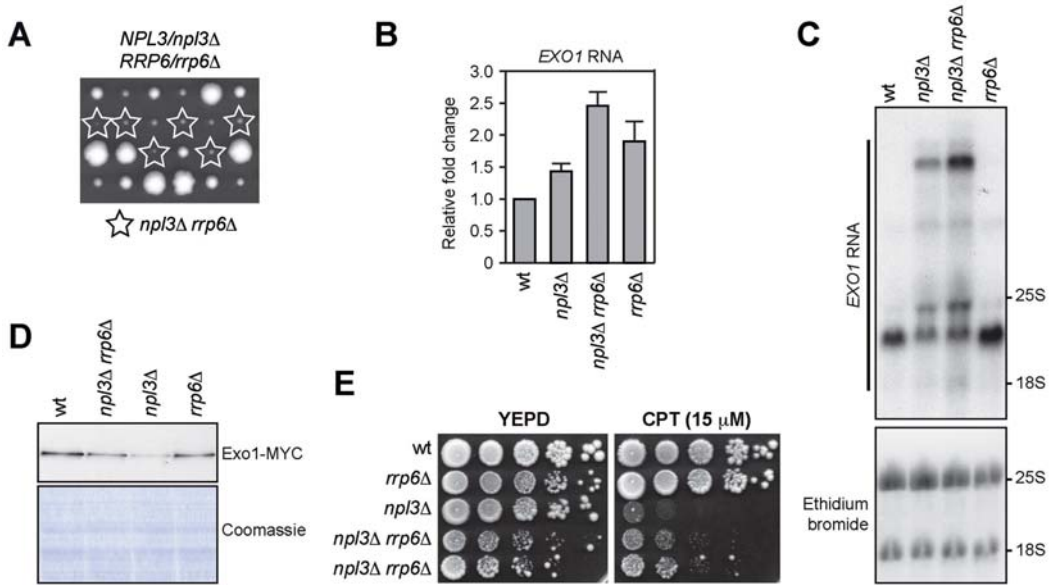 A
NPL3/npl3Δ
RRP6/rrp6Δ
npl3Δ rrp6Δ
B
EXO1 RNA
Relative fold change
3.0
2.5
2.0
1.5
1.0
0.5
0
wt
npl3Δ
npl3Δ rrp6Δ
rrp6Δ
C
wt
npl3Δ
npl3Δ rrp6Δ
rrp6Δ
EXO1 RNA
25S
18S
Ethidium
bromide
25S
18S
D
wt
npl3Δ rrp6Δ
npl3Δ
rrp6Δ
Exo1-MYC
Coomassie
E
YEPD
CPT (15 µM)
wt
rrp6Δ
npl3Δ
npl3Δ rrp6Δ
npl3Δ rrp6Δ